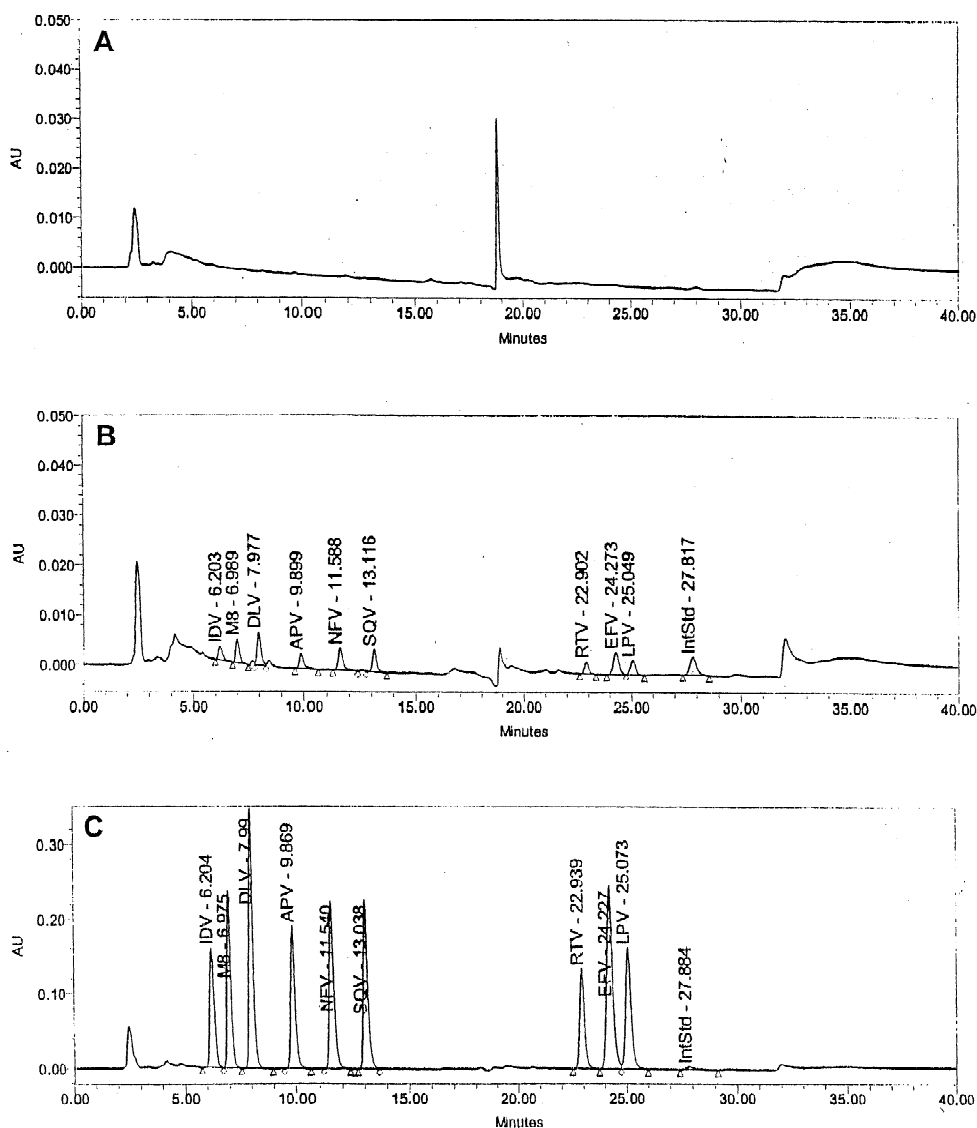 A
0.050
0.040
0.030
0.020
0.010
0.000
AU
0.00 5.00 10.00 15.00 20.00 25.00 30.00 35.00 40.00
Minutes
B
0.050
0.040
0.030
0.020
0.010
0.000
AU
IDV - 6.203
M8 - 6.989
DLV - 7.977
APV - 9.899
NFV - 11.588
SQV - 13.116
RTV - 22.902
EFV - 24.273
LPV - 25.049
IntStd - 27.817
0.00 5.00 10.00 15.00 20.00 25.00 30.00 35.00 40.00
Minutes
C
0.30
0.20
0.10
0.00
AU
IDV - 6.204
M8 - 6.975
DLV - 7.99
APV - 9.869
NFV - 11.540
SQV - 13.038
RTV - 22.939
EFV - 24.227
LPV - 25.073
IntStd - 27.884
0.00 5.00 10.00 15.00 20.00 25.00 30.00 35.00 40.00
Minutes